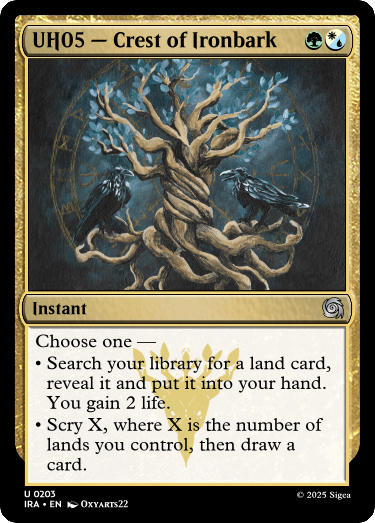 UH05 — Crest of Ironbark
Instant
Choose one —
• Search your library for a land card,
reveal it and put it into your hand.
You gain 2 life.
• Scry X, where X is the number of
lands you control, then draw a
card.
U 0203
IRA • EN Oxyarts22
© 2025 Sigea